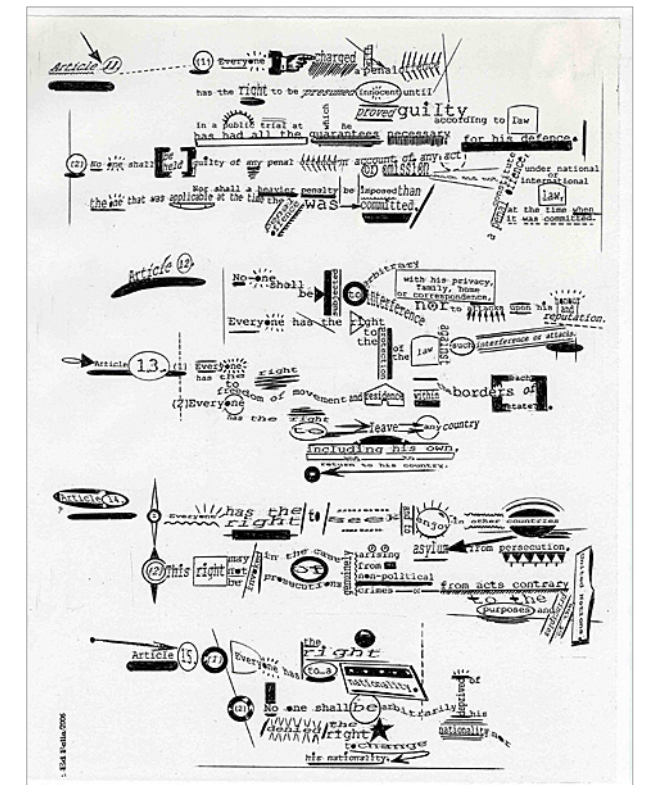 Article 11.
(1) Everyone charged
a penal
has the right to be presumed innocent until
proved guilty
according to law
in a public trial at which he
has had all the guarantees necessary for his defence.
(2) No one shall be held guilty of any penal on account of any act
or omission
constitute a penal offence, under national
or international
law,
at the time when
it was committed.
Nor shall a heavier penalty be imposed than
the one that was applicable at the time the
was committed.
Article 12.
No one shall be subjected to arbitrary interference
with his privacy,
family, home
or correspondence,
nor to attacks upon his honour and
reputation.
Everyone has the right
to the protection of the law against such interference or attacks.
Article 13. (1) Everyone
has the right
to
freedom of movement and residence within the borders of each state.
(2) Everyone
has the right
to leave any country
including his own,
return to his country.
Article 14.
Everyone has the right to seek and enjoy in other countries
asylum from persecution.
(2) This right may not be in the case of
prosecutions genuinely arising
from
non-political
crimes or from acts contrary
to the
purposes and principles
United Nations.
Article 15. (1) Everyone has
the right
to a
nationality.
(2) No one shall be arbitrarily deprived of his
nationality nor
denied the right
to change
his nationality.
Ed Fella/2006